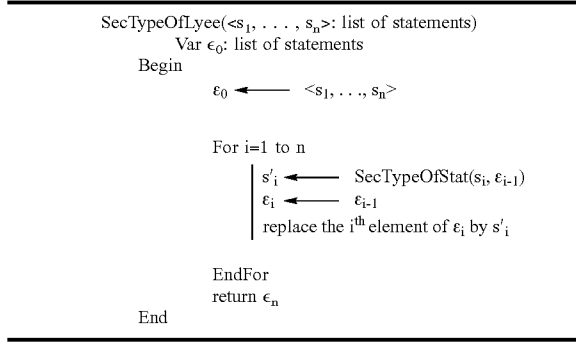 SecTypeOfLyee(<s₁, . . . , sₙ>: list of statements)
Var ϵ₀: list of statements
Begin
ε₀ ← <s₁, . . ., sₙ>
For i=1 to n
s′ᵢ ← SecTypeOfStat(sᵢ, εᵢ₋₁)
εᵢ ← εᵢ₋₁
replace the iᵗʰ element of εᵢ by s′ᵢ
EndFor
return ϵₙ
End